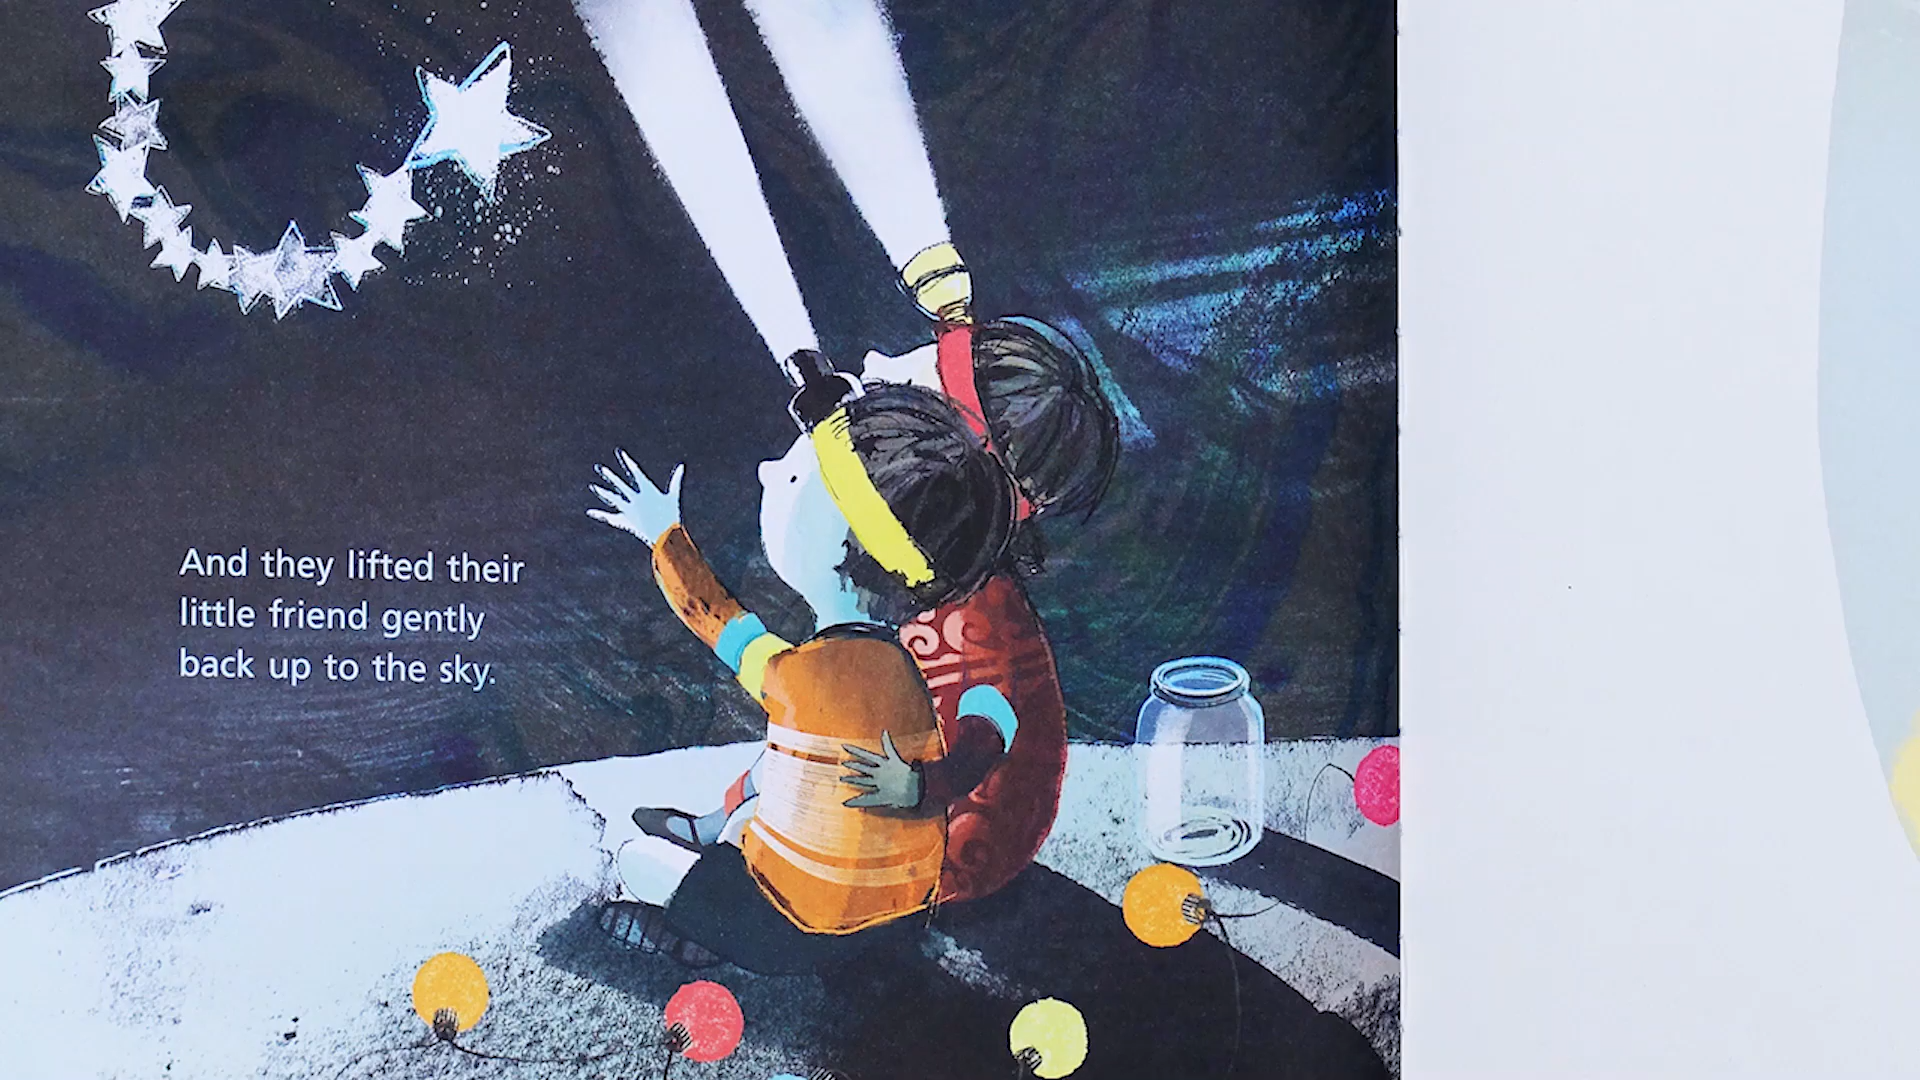 And they lifted their
little friend gently
back up to the sky.